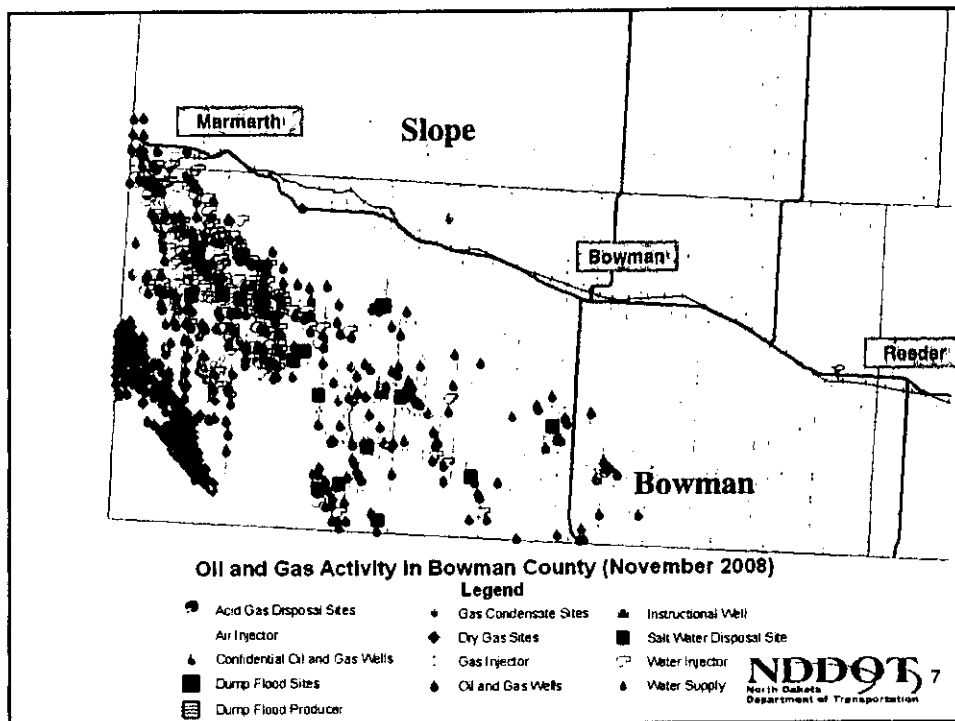 Marmarth
Slope
Bowman
Reeder
Bowman
Oil and Gas Activity in Bowman County (November 2008)
Legend
Acid Gas Disposal Sites
Air Injector
Confidential Oil and Gas Wells
Dump Flood Sites
Dump Flood Producer
Gas Condensate Sites
Dry Gas Sites
Gas Injector
Oil and Gas Wells
Instructional Well
Salt Water Disposal Site
Water Injector
Water Supply
NDDOT
North Dakota
Department of Transportation
7